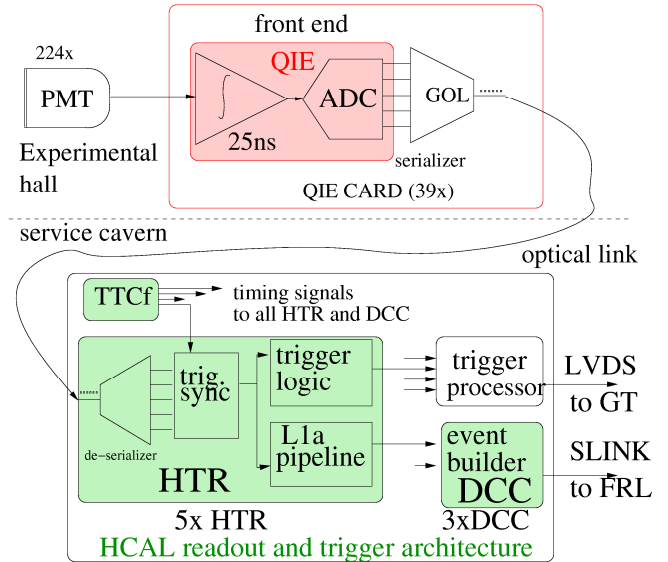 front end
224x
QIE
PMT
ADC
GOL
25ns
Experimental
hall
serializer
QIE CARD (39x)
service cavern
optical link
TTCf
timing signals
to all HTR and DCC
trig.
sync
trigger
logic
trigger
processor
LVDS
to GT
de-serializer
L1a
pipeline
event
builder
SLINK
HTR
DCC
to FRL
5x HTR
3xDCC
HCAL readout and trigger architecture